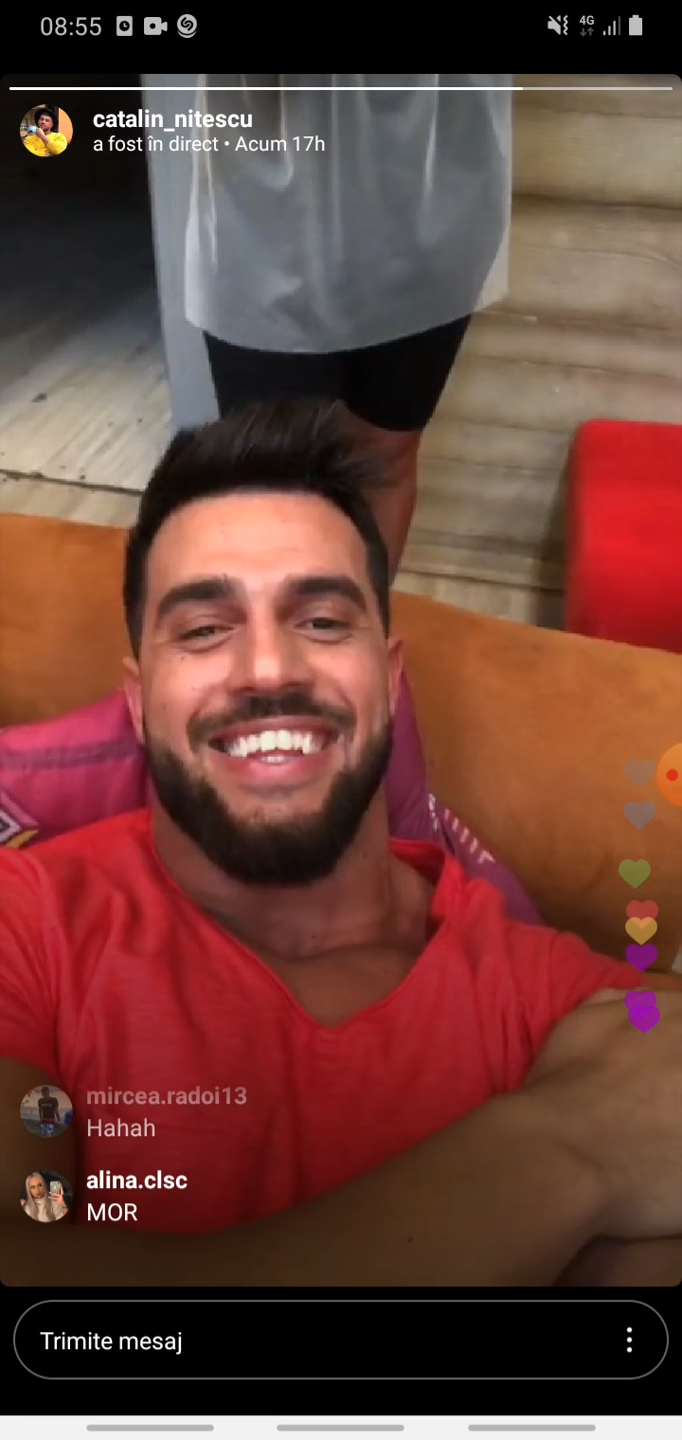 08:55
4G
catalin_nitescu
a fost în direct • Acum 17h
mircea.radoi13
Hahah
alina.clsc
MOR
Trimite mesaj